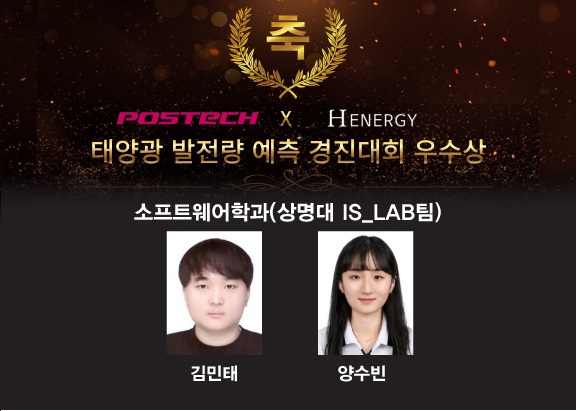 축
POSTECH X H ENERGY
태양광 발전량 예측 경진대회 우수상
소프트웨어학과(상명대 IS_LAB팀)
김민태 양수빈